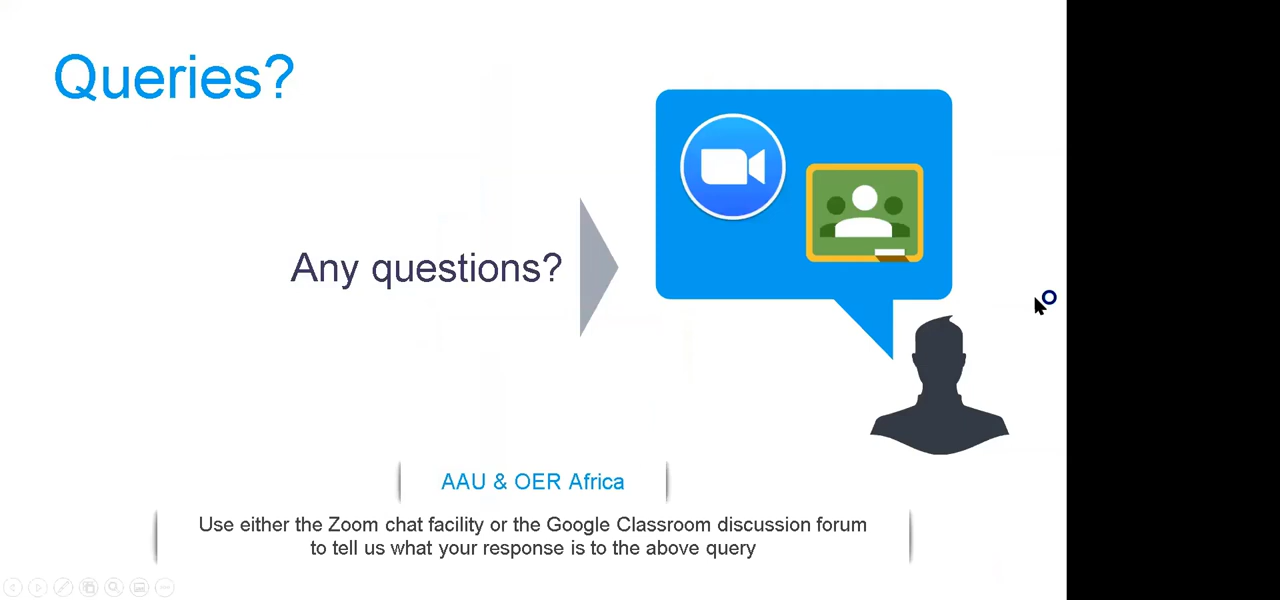 Queries?
Any questions?
AAU & OER Africa
Use either the Zoom chat facility or the Google Classroom discussion forum
to tell us what your response is to the above query